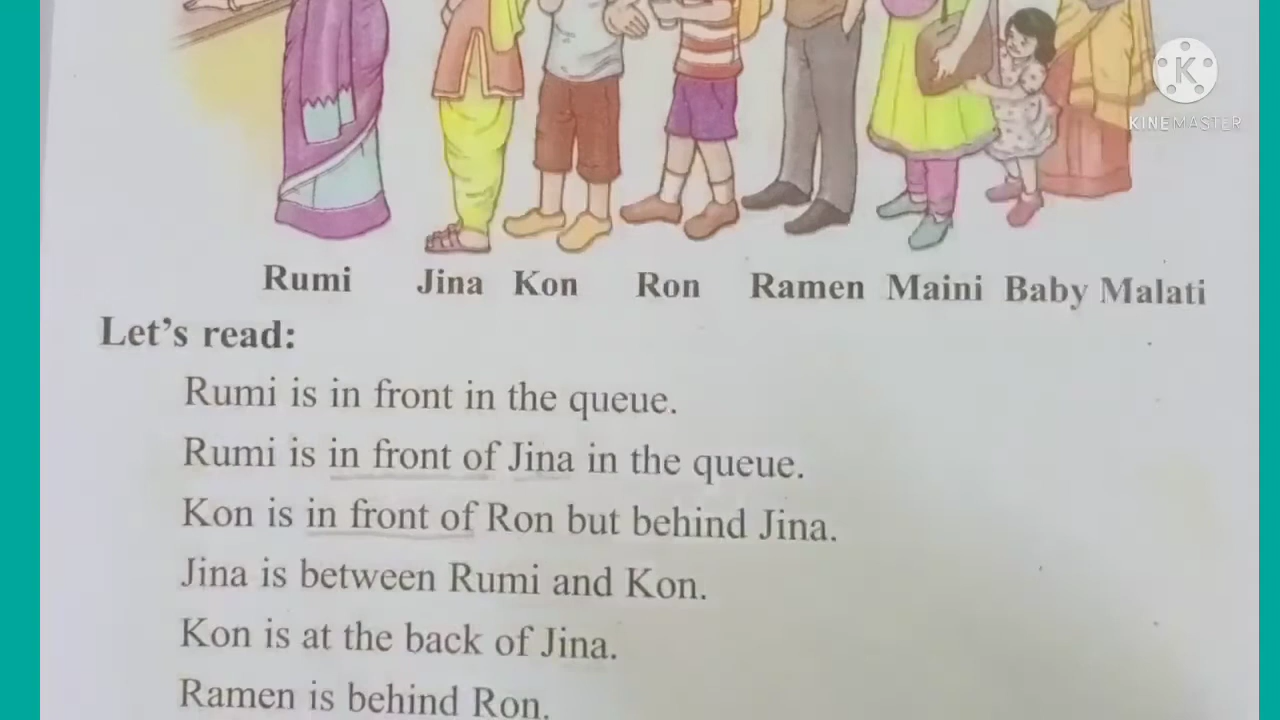 K
KINEMASTER
Rumi Jina Kon Ron Ramen Maini Baby Malati
Let's read:
Rumi is in front in the queue.
Rumi is in front of Jina in the queue.
Kon is in front of Ron but behind Jina.
Jina is between Rumi and Kon.
Kon is at the back of Jina.
Ramen is behind Ron.